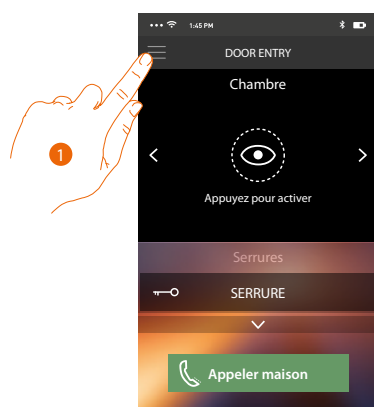 1:45 PM
DOOR ENTRY
Chambre
1
Appuyez pour activer
Serrures
SERRURE
Appeler maison